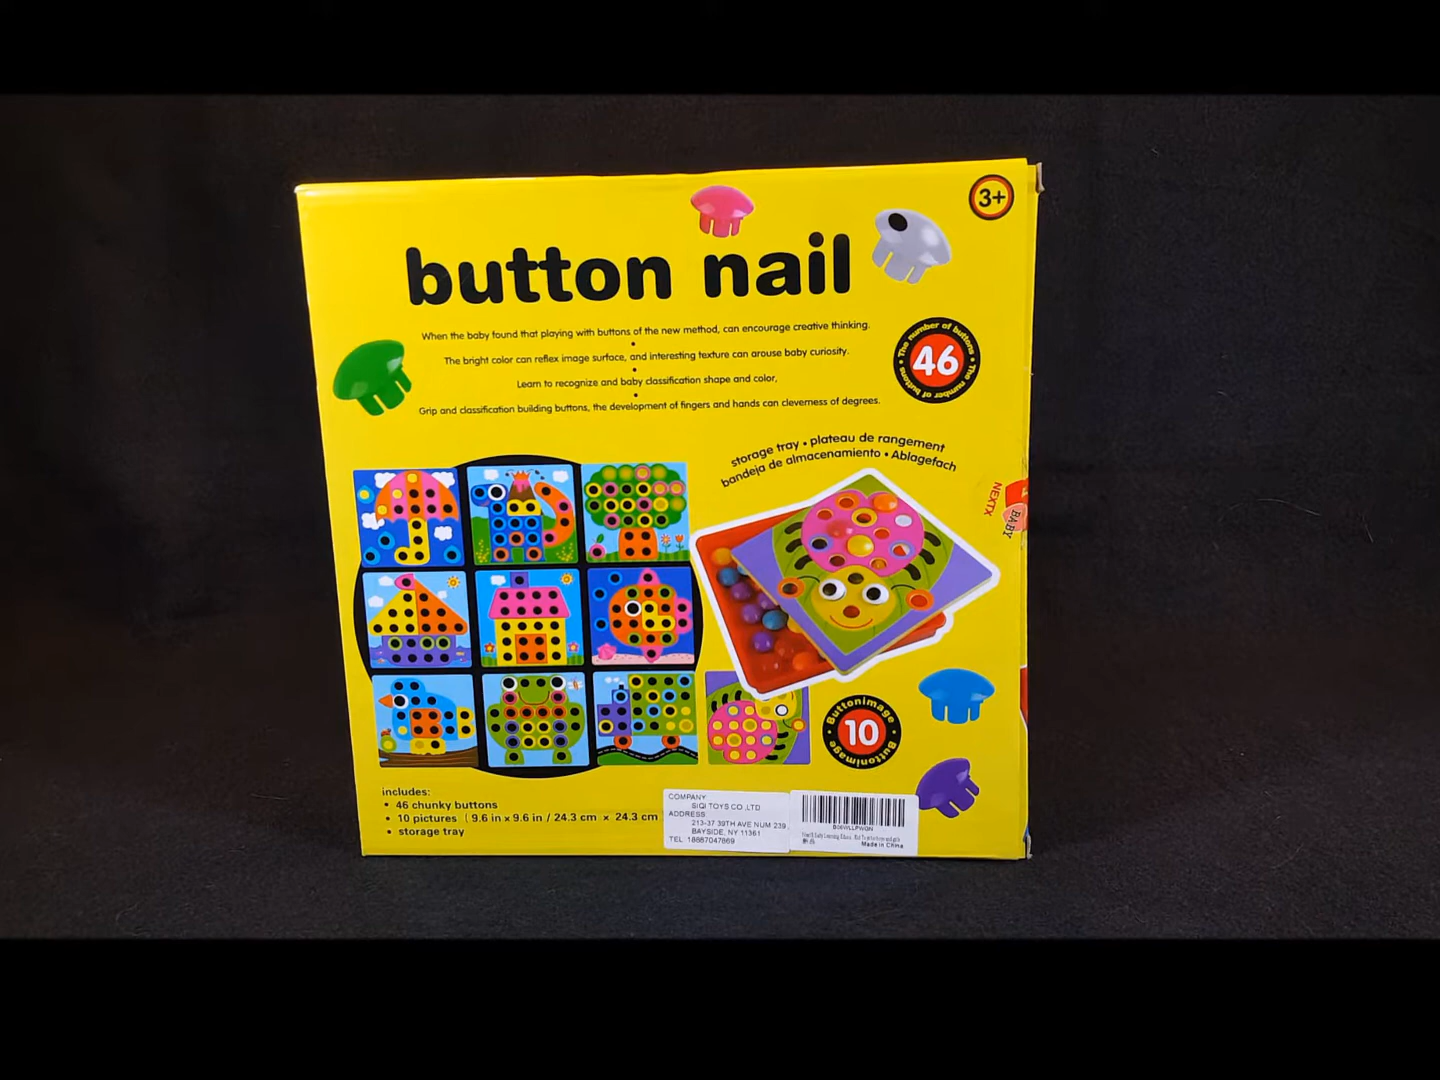 3+
button nail
When the baby found that playing with buttons of the new method, can encourage creative thinking.
•
The bright color can reflex image surface, and interesting texture can arouse baby curiosity.
•
Learn to recognize and baby classification shape and color,
•
Grip and classification building buttons, the development of fingers and hands can cleverness of degrees.
• The number of buttons • The number of buttons
46
storage tray • plateau de rangement
bandeja de almacenamiento • Ablagefach
NEXTX
BABY
• Buttonimage • Buttonimage
10
includes:
• 46 chunky buttons
• 10 pictures ( 9.6 in x 9.6 in / 24.3 cm × 24.3 cm
• storage tray
COMPANY
SIQI TOYS CO.,LTD
ADDRESS
213-37 39TH AVE NUM 239
BAYSIDE, NY 11361
TEL 18887047869
Made in China